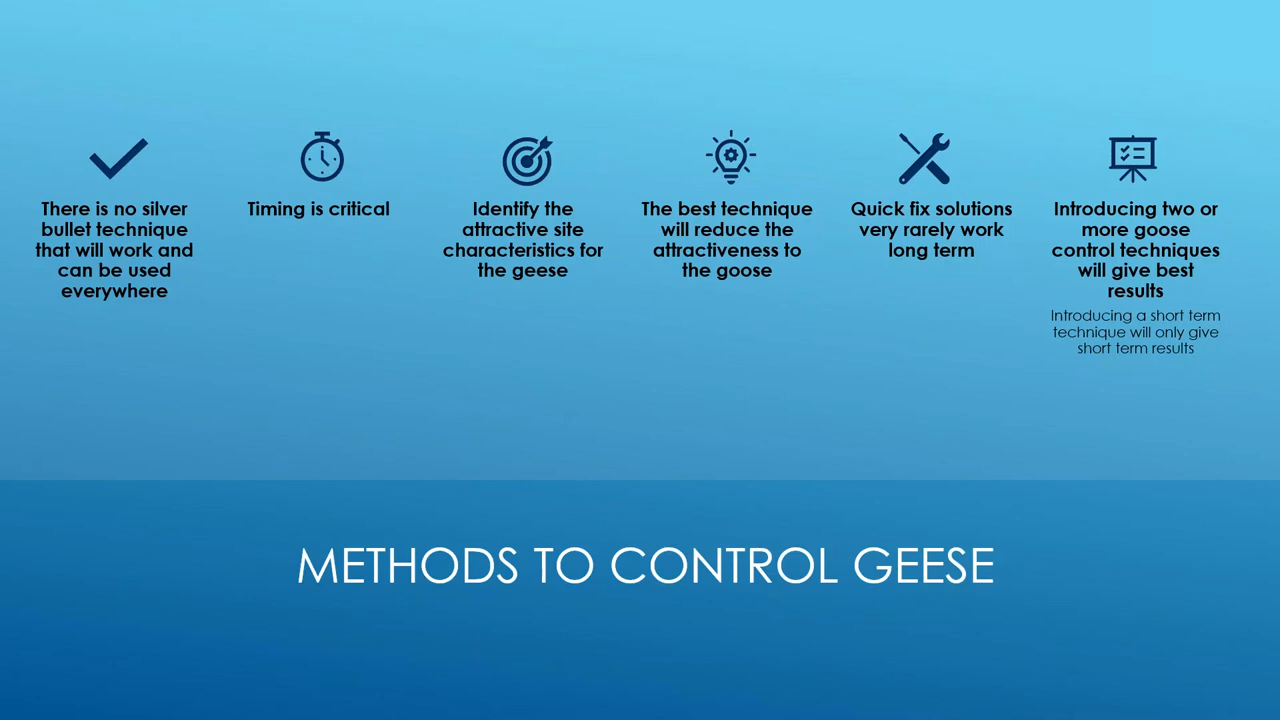 There is no silver
bullet technique
that will work and
can be used
everywhere
Timing is critical
Identify the
attractive site
characteristics for
the geese
The best technique
will reduce the
attractiveness to
the goose
Quick fix solutions
very rarely work
long term
Introducing two or
more goose
control techniques
will give best
results
Introducing a short term
technique will only give
short term results
METHODS TO CONTROL GEESE